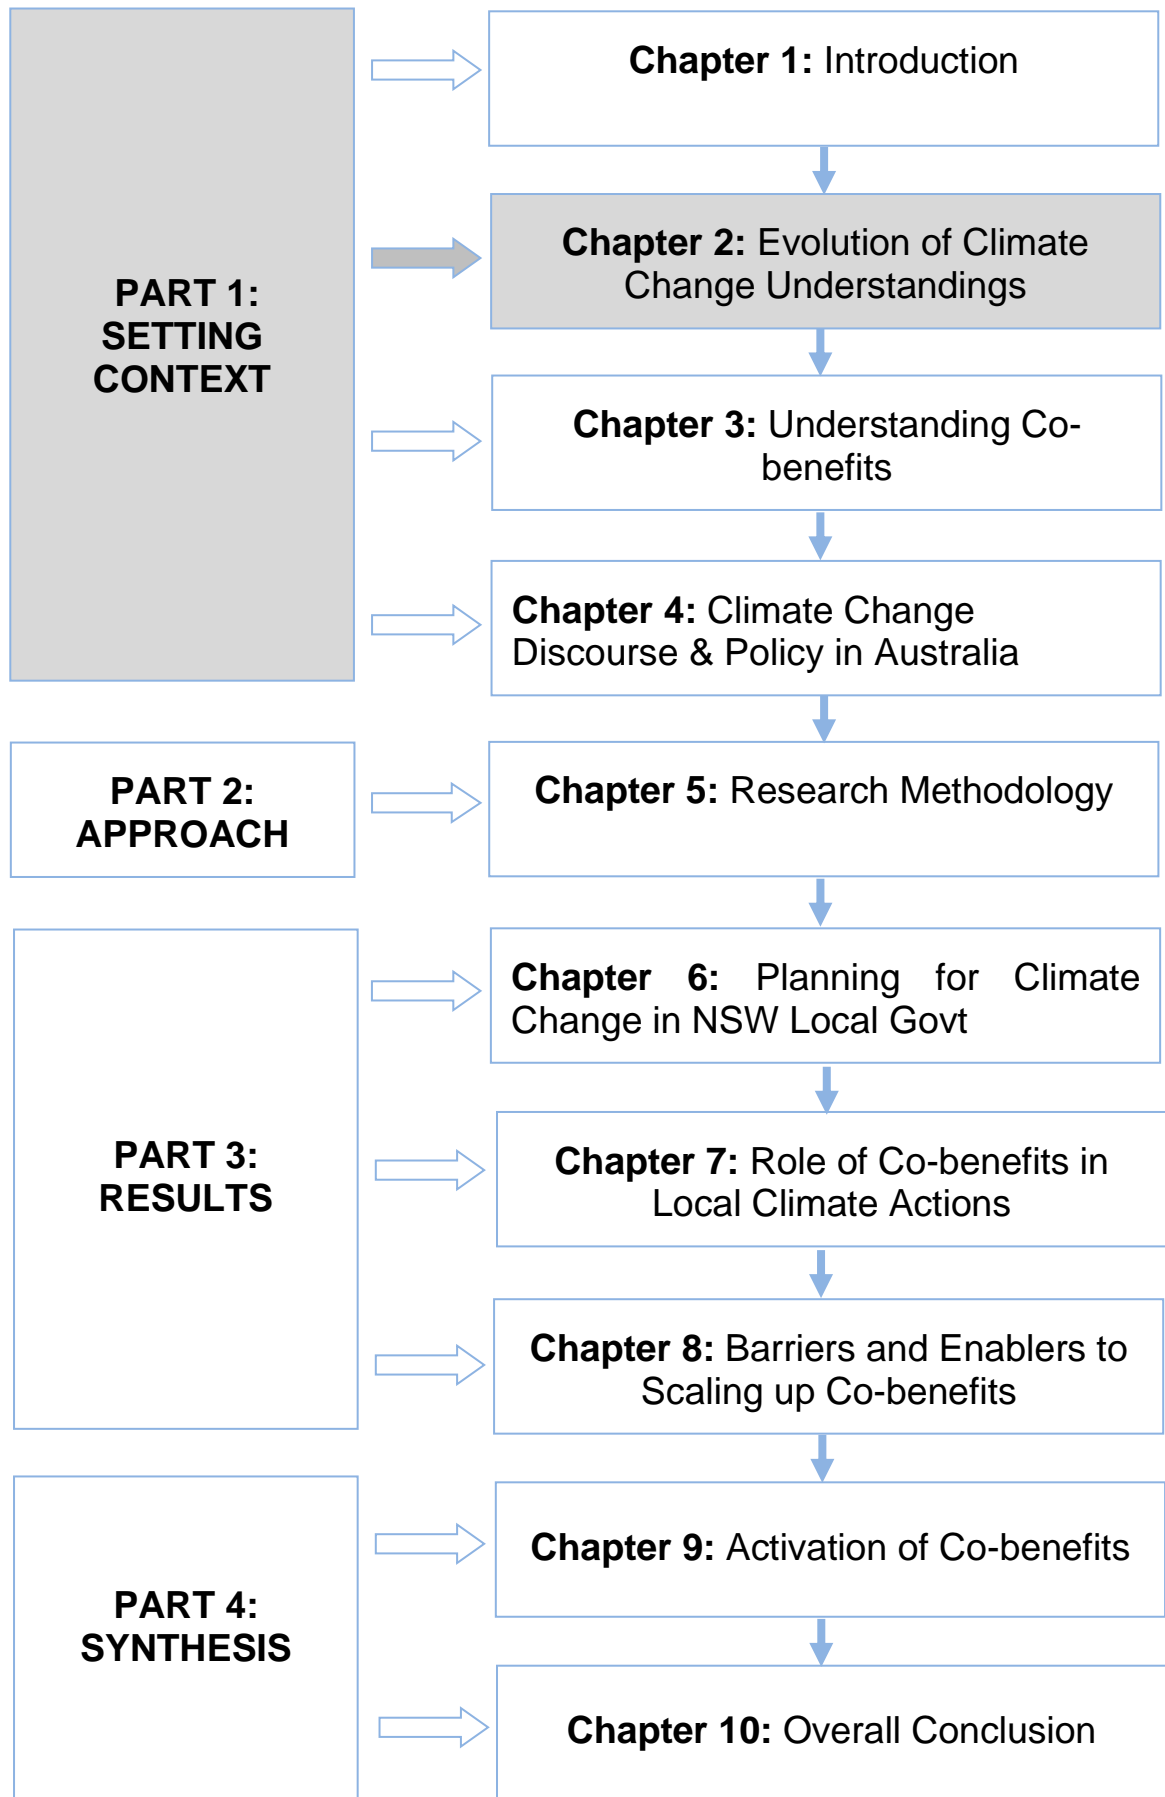 Chapter 1: Introduction
PART 1:
SETTING
CONTEXT
Chapter 2: Evolution of Climate
Change Understandings
Chapter 3: Understanding Co-
benefits
Chapter 4: Climate Change
Discourse & Policy in Australia
PART 2:
APPROACH
Chapter 5: Research Methodology
PART 3:
RESULTS
Chapter 6: Planning for Climate
Change in NSW Local Govt
Chapter 7: Role of Co-benefits in
Local Climate Actions
Chapter 8: Barriers and Enablers to
Scaling up Co-benefits
PART 4:
SYNTHESIS
Chapter 9: Activation of Co-benefits
Chapter 10: Overall Conclusion